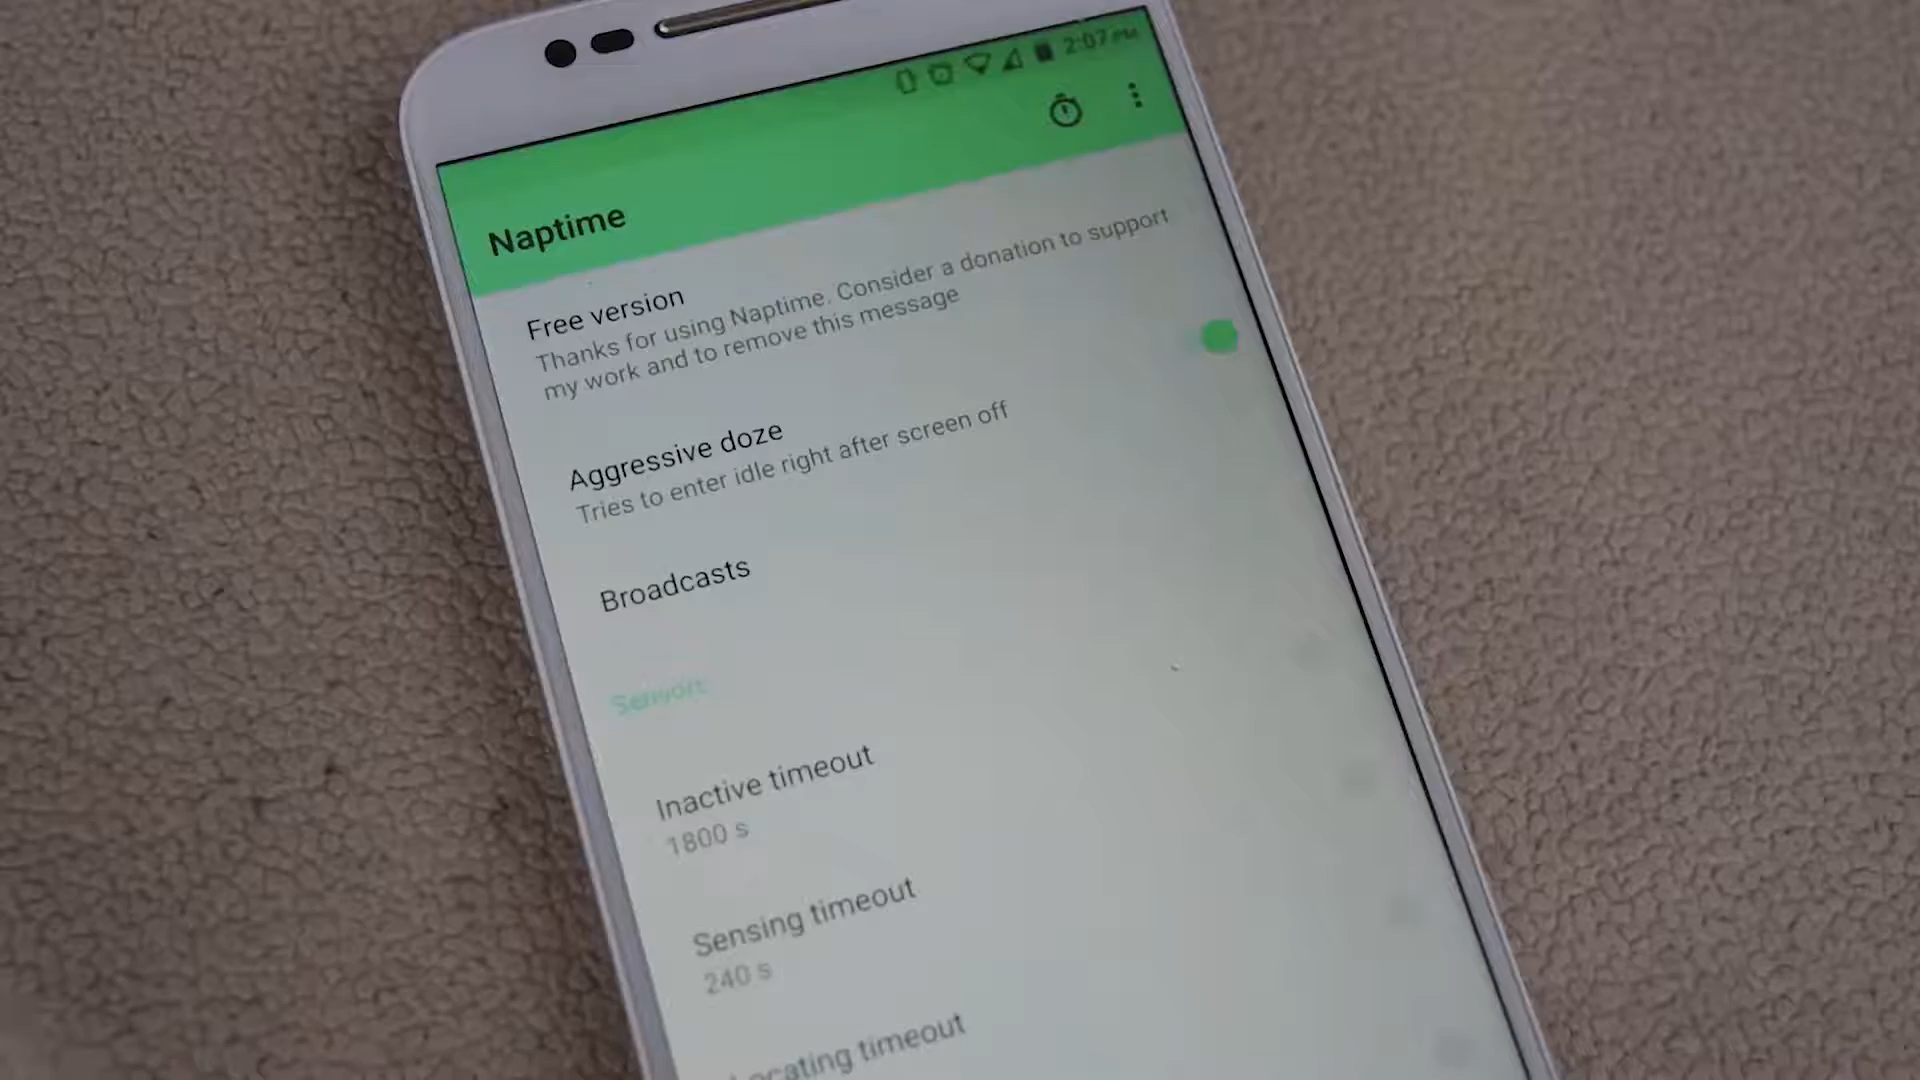 2:07 PM
Naptime
Free version
Thanks for using Naptime. Consider a donation to support
my work and to remove this message
Aggressive doze
Tries to enter idle right after screen off
Broadcasts
Inactive timeout
1800 s
Sensing timeout
240 s
timeout